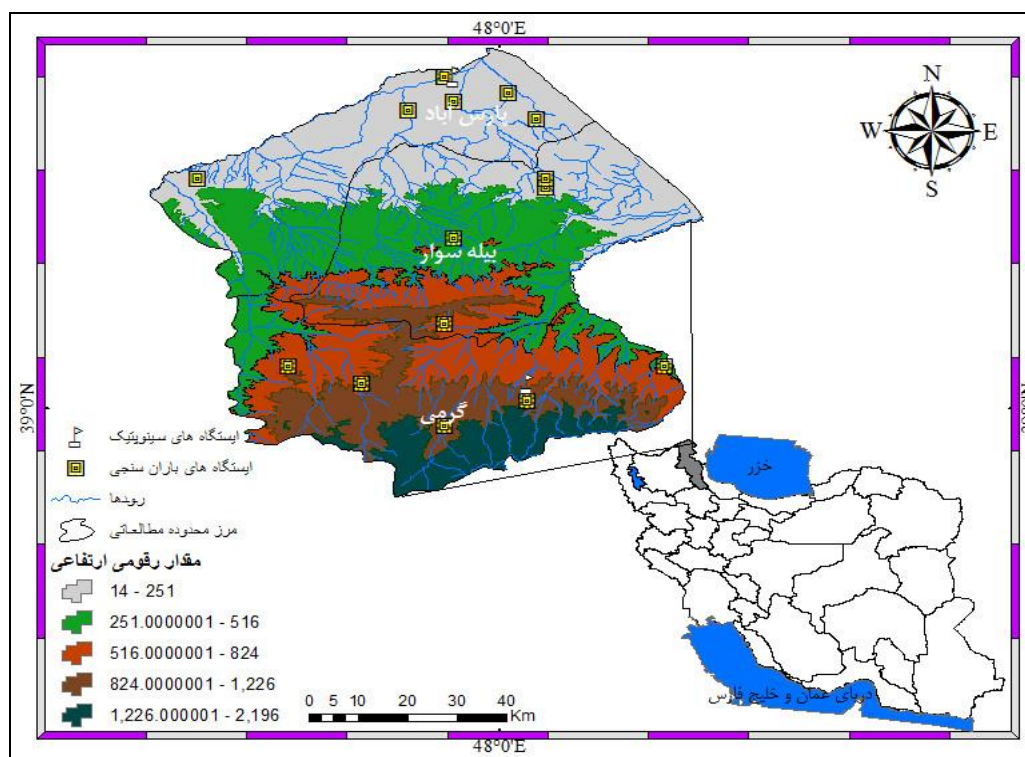 48°0'E
N
W
E
S
پارس آباد
بیله سوار
گرمی
39°0'N
ایستگاه های سینوپتیک
ایستگاه های باران سنجی
رودها
مرز محدوده مطالعاتی
مقدار رقومی ارتفاعی
14 - 251
251.0000001 - 516
516.0000001 - 824
824.0000001 - 1,226
1,226.000001 - 2,196
0 5 10 20 30 40
Km
خزر
دریای عمان و خلیج فارس
48°0'E